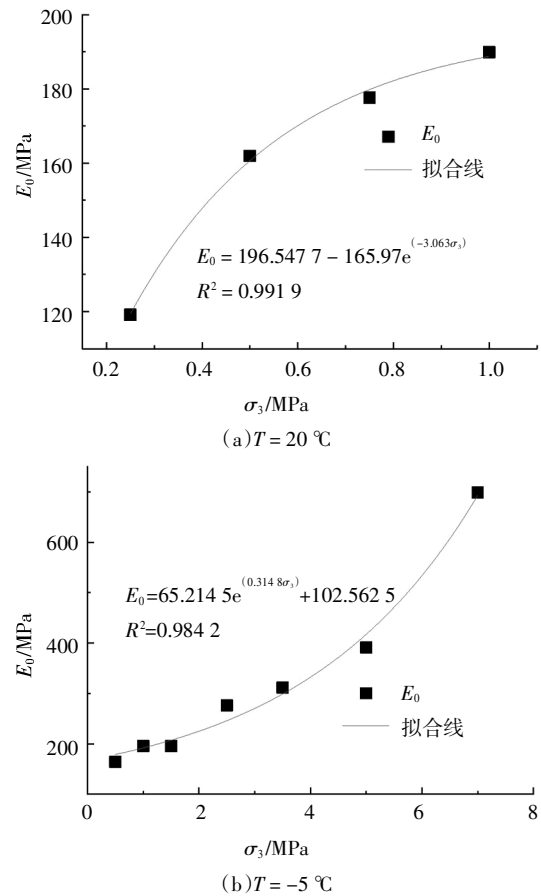 200
180
160
140
120
E₀/MPa
E₀
拟合线
E₀ = 196.547 7 − 165.97e^(−3.063σ₃)
R² = 0.991 9
0.2 0.4 0.6 0.8 1.0
σ₃/MPa
(a)T = 20 ℃
600
400
200
E₀/MPa
E₀=65.214 5e^(0.314 8σ₃)+102.562 5
R²=0.984 2
E₀
拟合线
0 2 4 6 8
σ₃/MPa
(b)T = −5 ℃